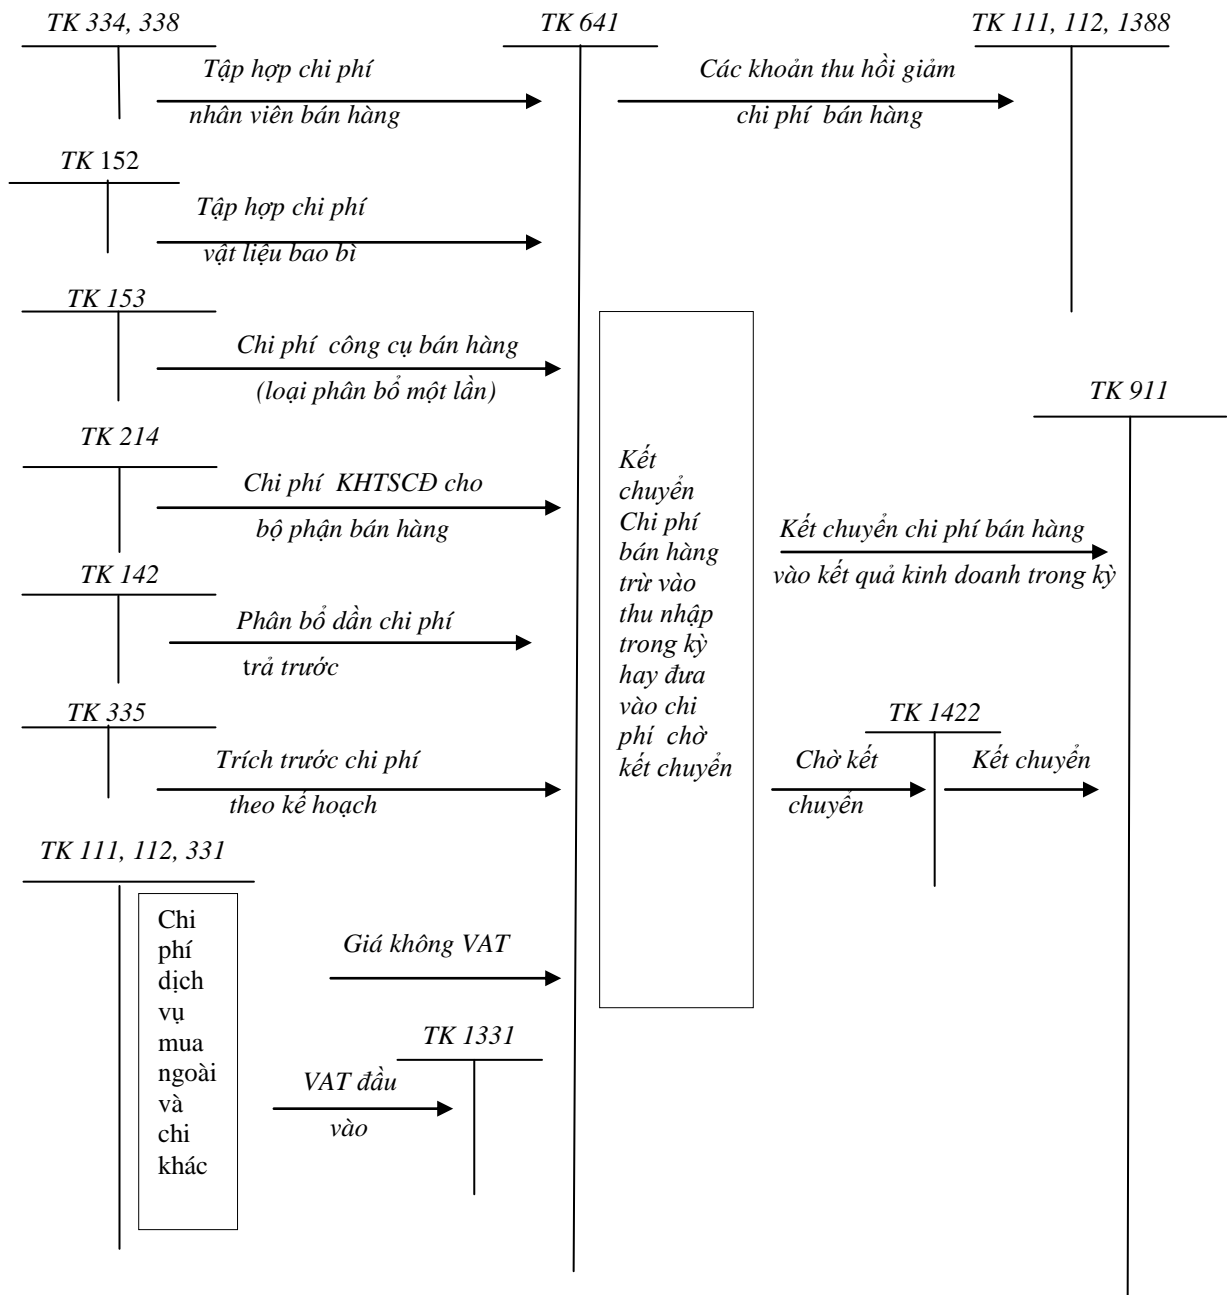 TK 334, 338
TK 641
TK 111, 112, 1388
Tập hợp chi phí
nhân viên bán hàng
Các khoản thu hồi giảm
chi phí bán hàng
TK 152
Tập hợp chi phí
vật liệu bao bì
TK 153
Chi phí công cụ bán hàng
(loại phân bổ một lần)
TK 911
TK 214
Chi phí KHTSCĐ cho
bộ phận bán hàng
Kết
chuyển
Chi phí
bán hàng
trừ vào
thu nhập
trong kỳ
hay đưa
vào chi
phí chờ
kết chuyển
Kết chuyển chi phí bán hàng
vào kết quả kinh doanh trong kỳ
TK 142
Phân bổ dần chi phí
trả trước
TK 335
Trích trước chi phí
theo kế hoạch
TK 1422
Chờ kết
chuyển
Kết chuyển
TK 111, 112, 331
Chi
phí
dịch
vụ
mua
ngoài
và
chi
khác
Giá không VAT
TK 1331
VAT đầu
vào